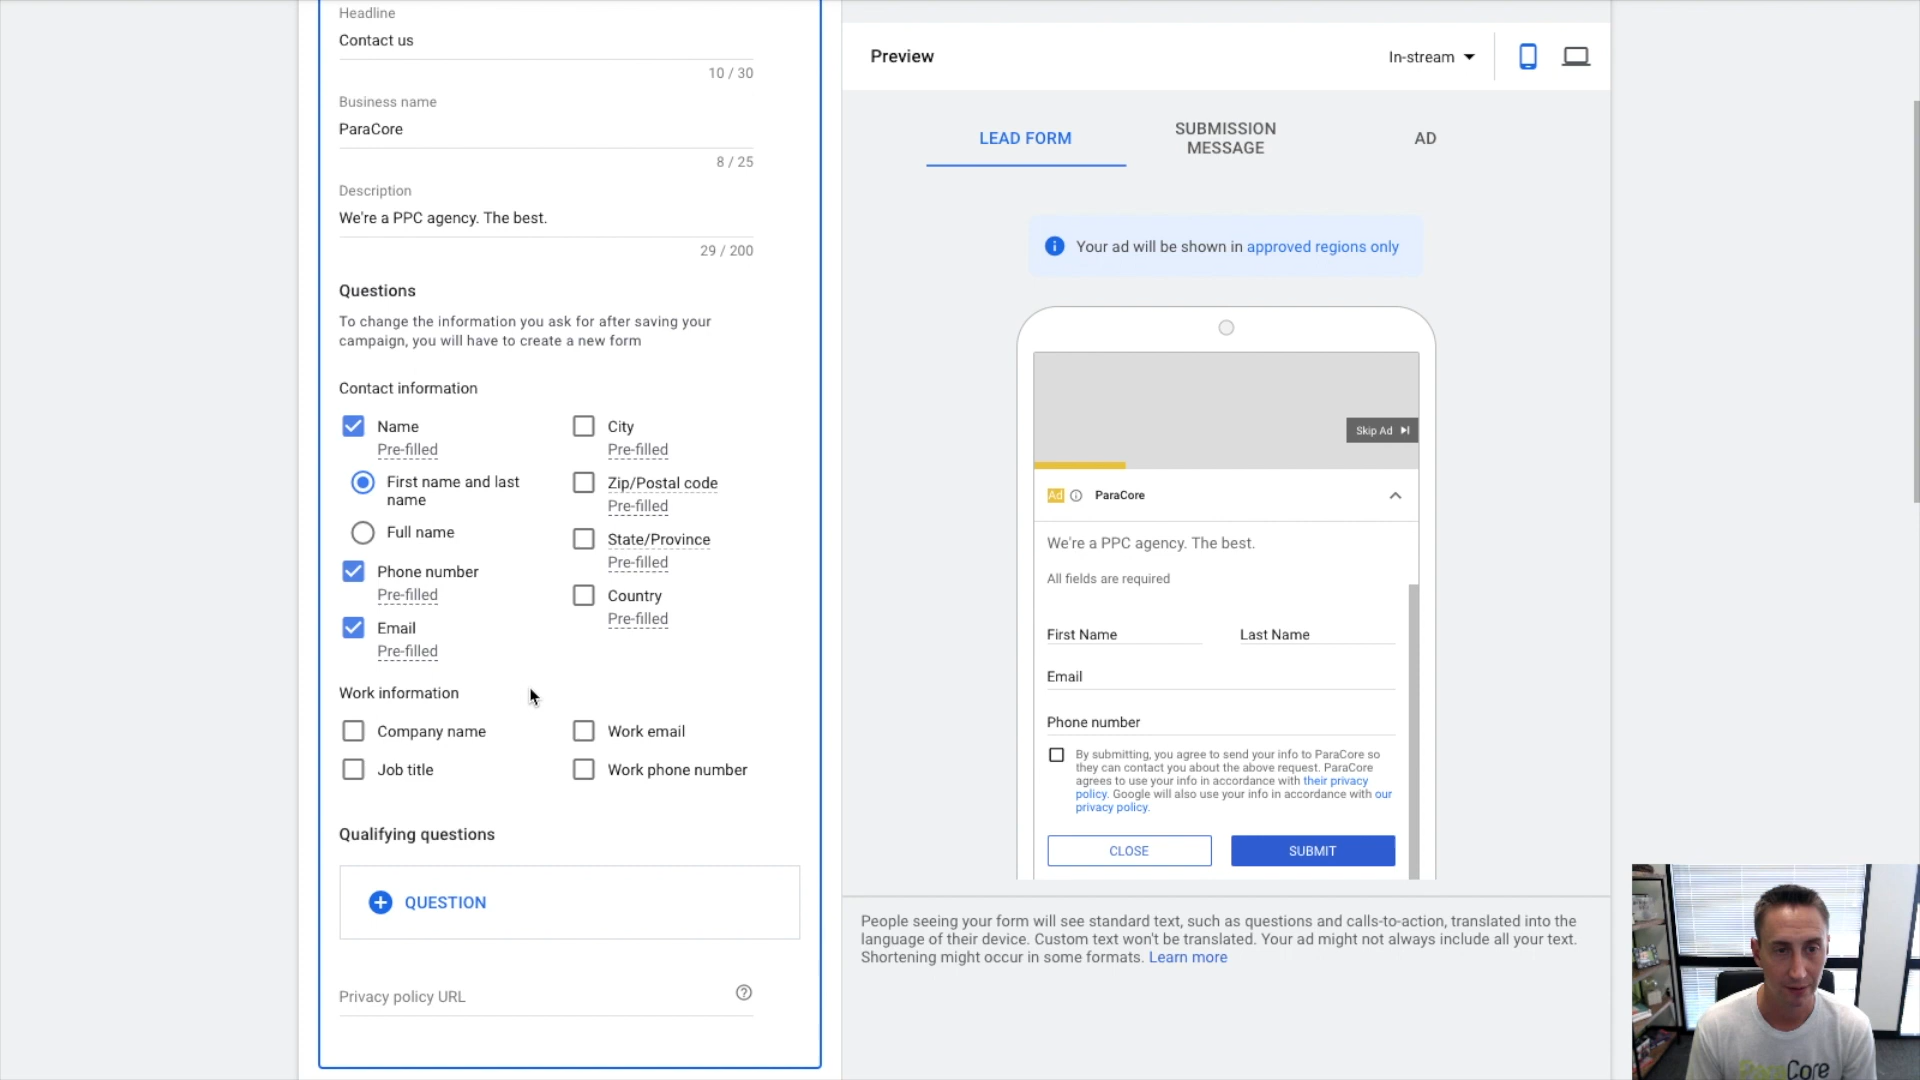 Headline
Contact us
10 / 30
Business name
ParaCore
8 / 25
Description
We're a PPC agency. The best.
29 / 200
Questions
To change the information you ask for after saving your
campaign, you will have to create a new form
Contact information
Name
Pre-filled
First name and last
name
Full name
Phone number
Pre-filled
Email
Pre-filled
City
Pre-filled
Zip/Postal code
Pre-filled
State/Province
Pre-filled
Country
Pre-filled
Work information
Company name
Work email
Job title
Work phone number
Qualifying questions
QUESTION
Privacy policy URL
Preview
In-stream
LEAD FORM
SUBMISSION
MESSAGE
AD
Your ad will be shown in approved regions only
Skip Ad
Ad ParaCore
We're a PPC agency. The best.
All fields are required
First Name
Last Name
Email
Phone number
By submitting, you agree to send your info to ParaCore so
they can contact you about the above request. ParaCore
agrees to use your info in accordance with their privacy
policy. Google will also use your info in accordance with our
privacy policy.
CLOSE
SUBMIT
People seeing your form will see standard text, such as questions and calls-to-action, translated into the
language of their device. Custom text won't be translated. Your ad might not always include all your text.
Shortening might occur in some formats. Learn more
ParaCore